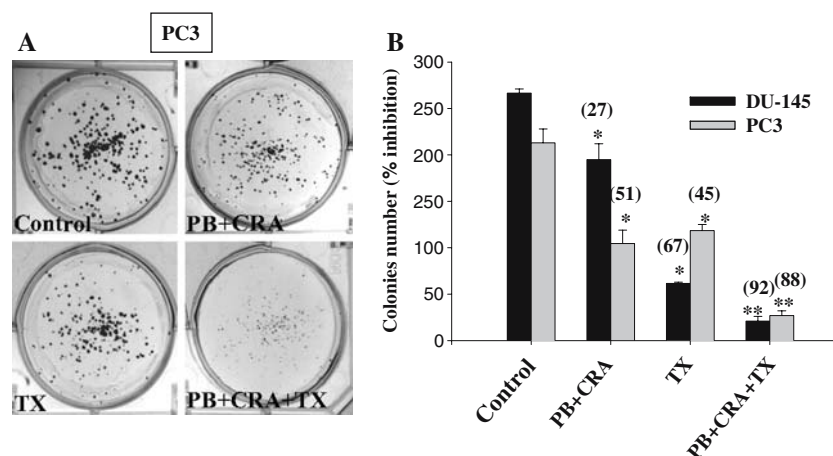 A
PC3
Control
PB+CRA
TX
PB+CRA+TX
B
Colonies number (% inhibition)
300
250
200
250
100
50
0
DU-145
PC3
(27)
*
(51)
*
(67)
*
(45)
*
(92)
**
(88)
**
Control
PB+CRA
TX
PB+CRA+TX